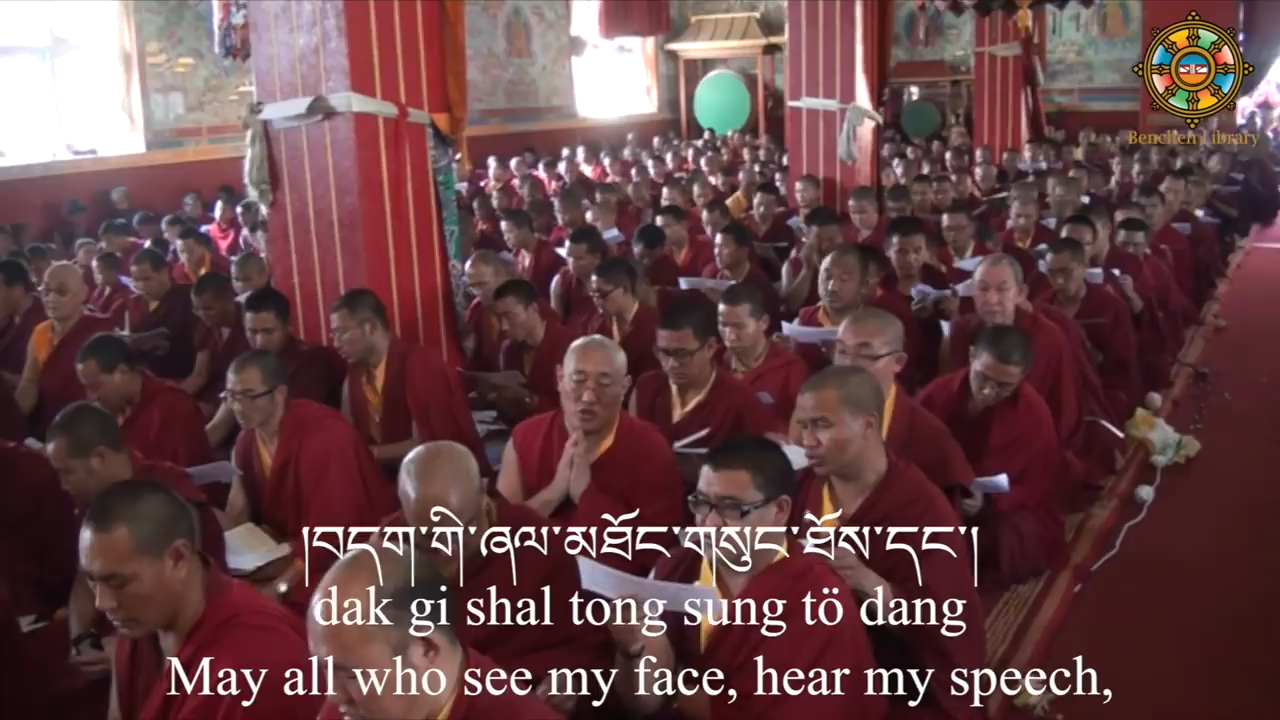 Benchen Library
།བདག་གི་ཞལ་མཐོང་གསུང་ཐོས་དང་།
dak gi shal tong sung tö dang
May all who see my face, hear my speech,